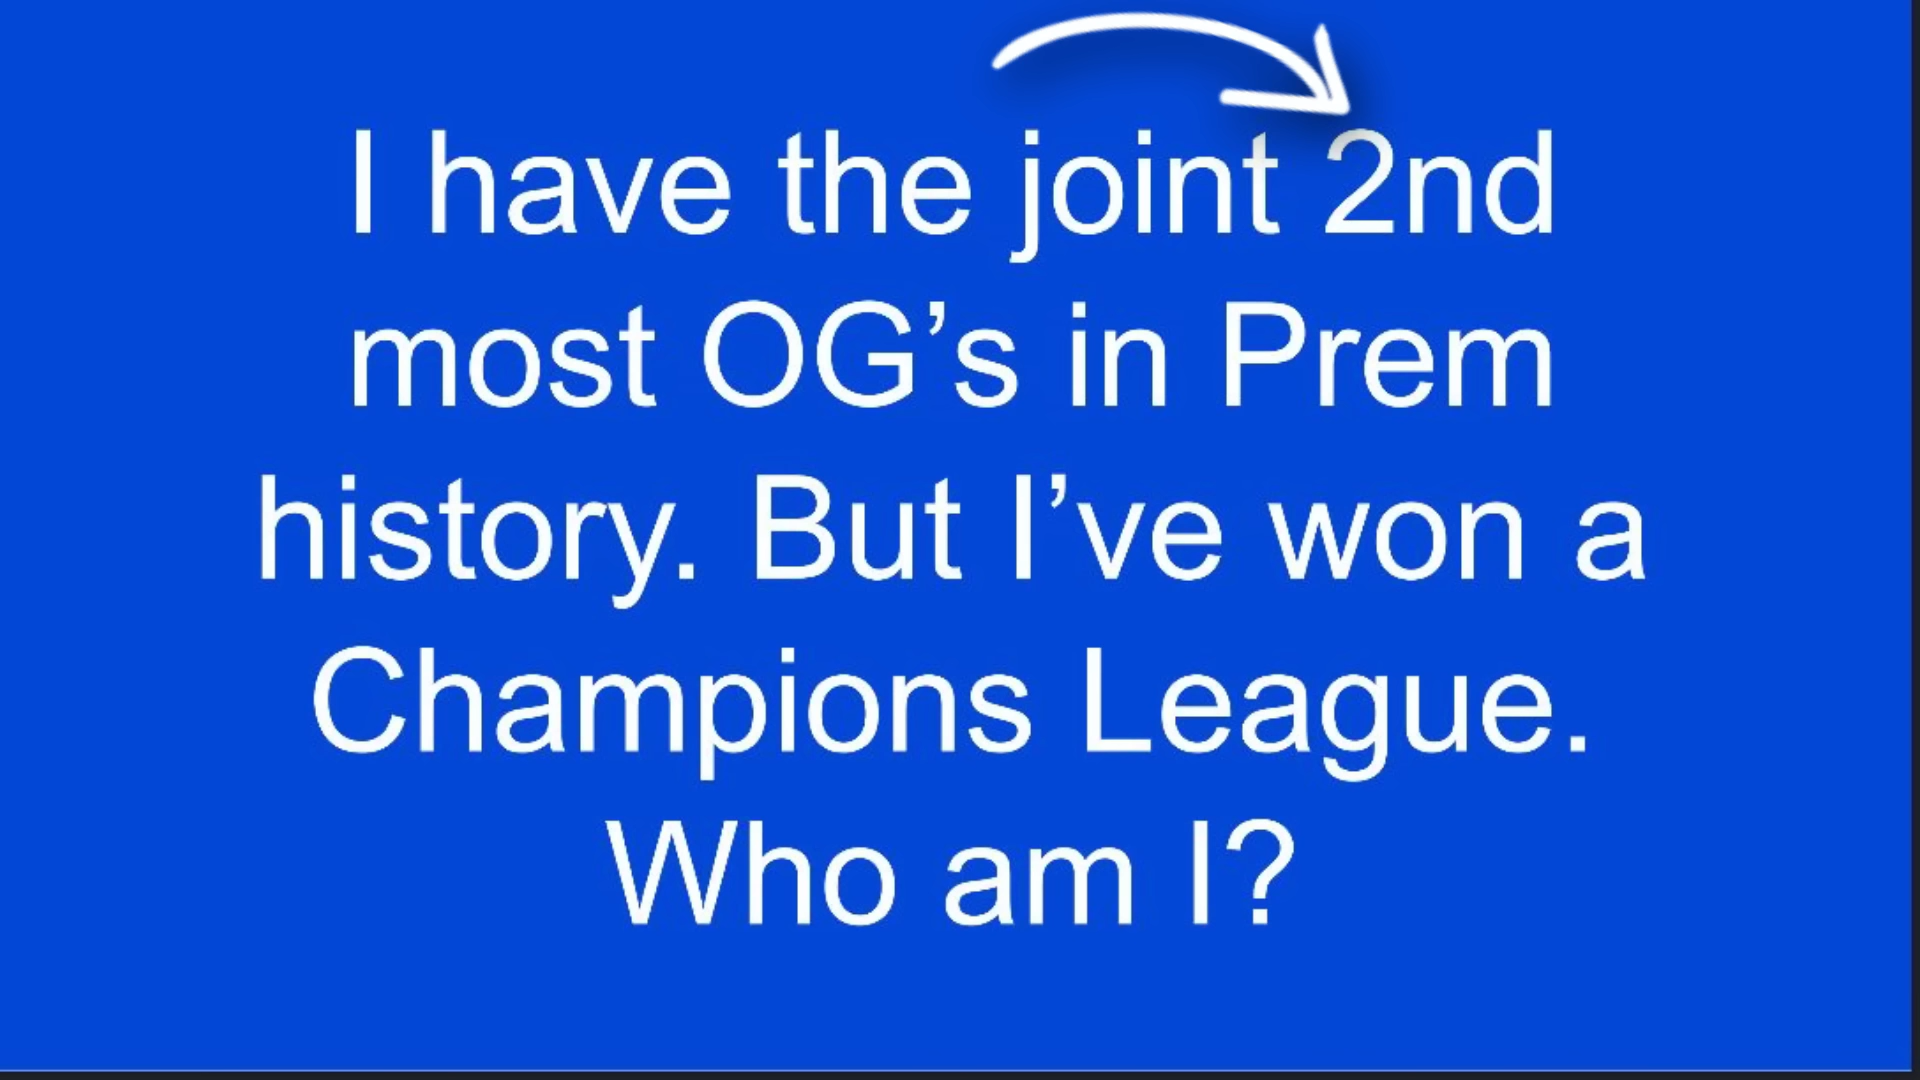 I have the joint 2nd
most OG’s in Prem
history. But I’ve won a
Champions League.
Who am I?